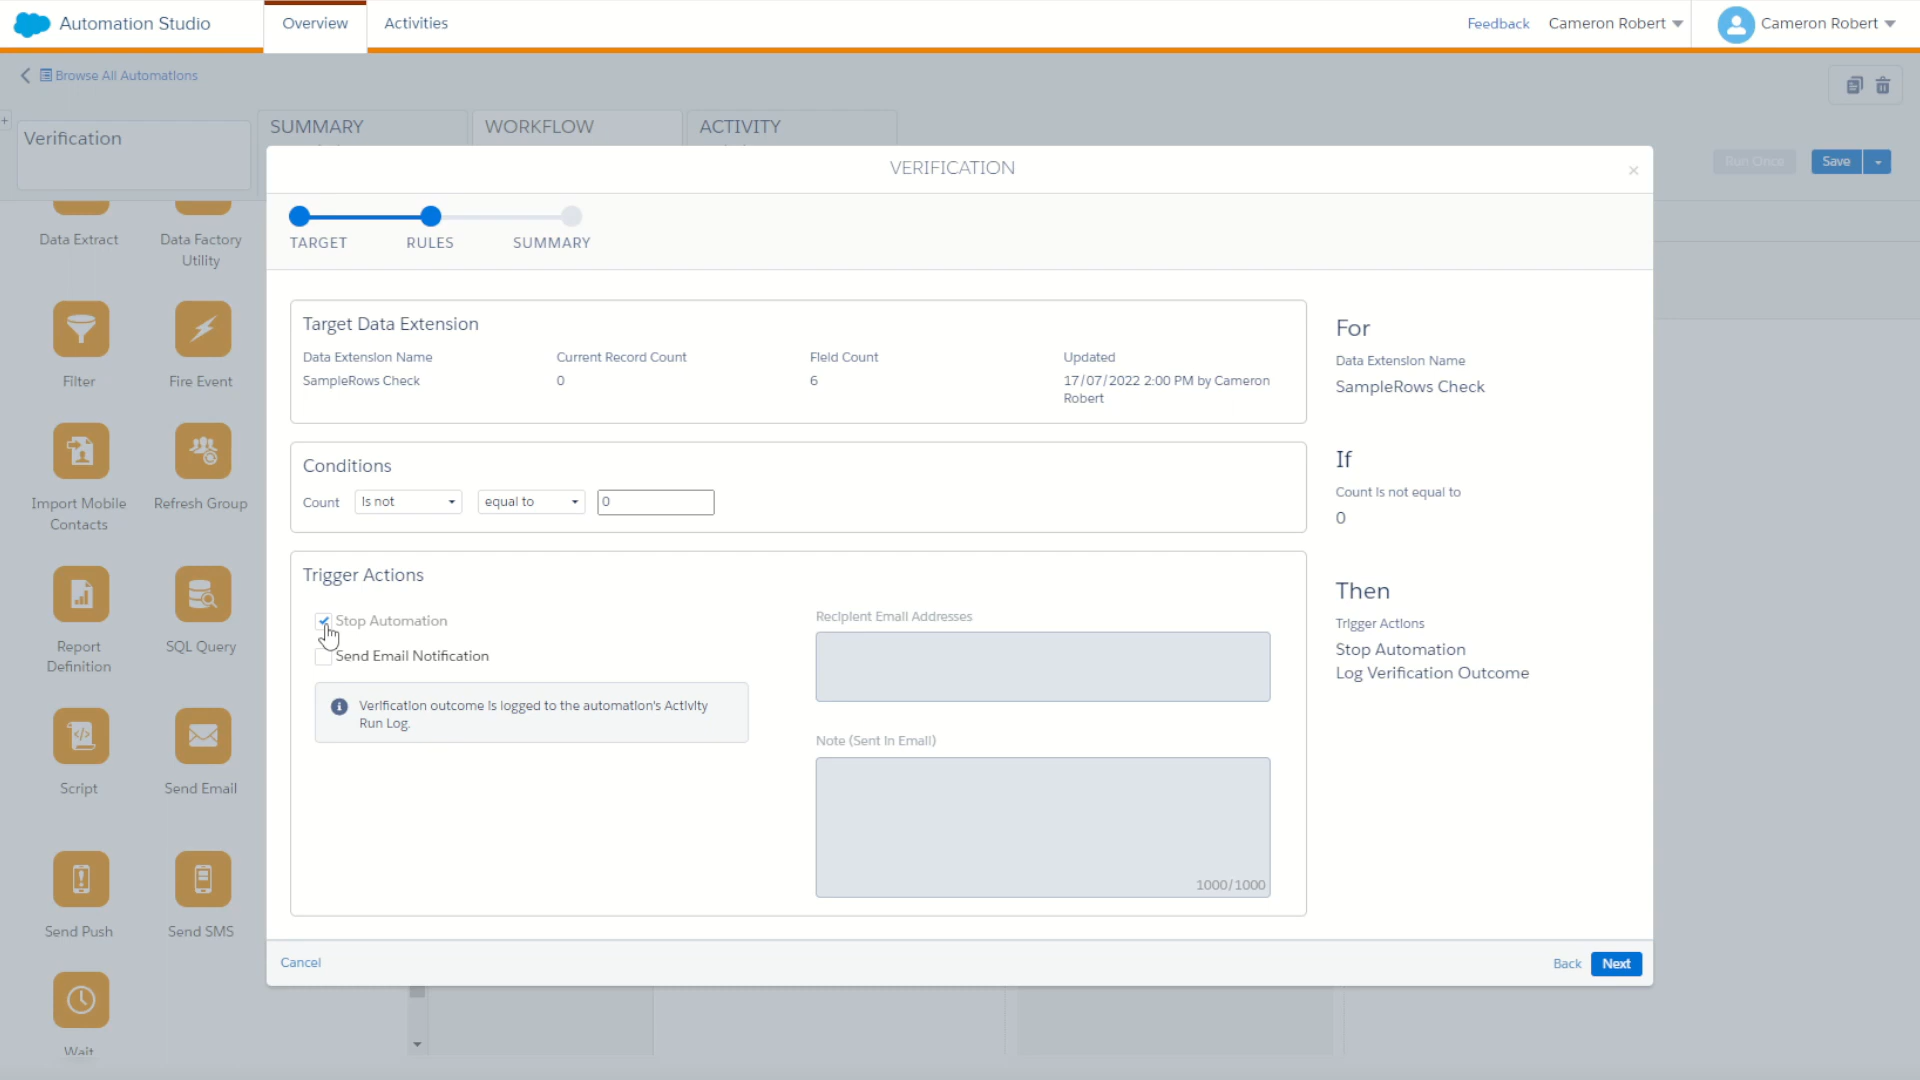 Automation Studio
Overview
Activities
Feedback
Cameron Robert
Cameron Robert
Browse All Automations
+
Verification
SUMMARY
WORKFLOW
ACTIVITY
Run Once
Save
VERIFICATION
×
TARGET
RULES
SUMMARY
Data Extract
Data Factory
Utility
Filter
Fire Event
Import Mobile
Contacts
Refresh Group
Report
Definition
SQL Query
Script
Send Email
Send Push
Send SMS
Wait
Target Data Extension
Data Extension Name
Current Record Count
Field Count
Updated
SampleRows Check
0
6
17/07/2022 2:00 PM by Cameron
Robert
Conditions
Count
Is not
equal to
0
Trigger Actions
Stop Automation
Send Email Notification
Verification outcome is logged to the automation's Activity
Run Log.
Recipient Email Addresses
Note (Sent In Email)
1000/1000
For
Data Extension Name
SampleRows Check
If
Count Is not equal to
0
Then
Trigger Actions
Stop Automation
Log Verification Outcome
Cancel
Back
Next